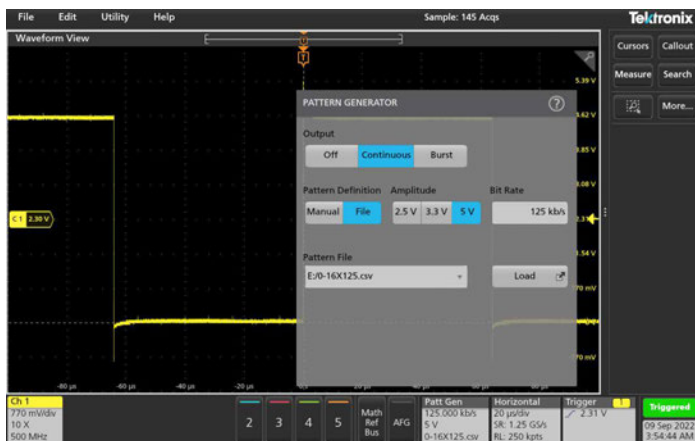 File Edit Utility Help Sample: 145 Acqs Tektronix
Waveform View
Cursors Callout
5.39 V
Measure Search
PATTERN GENERATOR ?
More...
4.62 V
Output
Off Continuous Burst
3.85 V
Pattern Definition Amplitude Bit Rate
3.08 V
Manual File 2.5 V 3.3 V 5 V 125 kb/s
C 1 2.30 V
2.31
1.54 V
Pattern File
E:/0-16X125.csv Load
770 mV
-80 µs -60 µs -40 µs -20 µs
Ch 1
770 mV/div
10 X
500 MHz
2 3 4 5
Math
Ref
Bus
AFG
Patt Gen
125.000 kb/s
5 V
0-16X125.csv
Horizontal
20 µs/div
SR: 1.25 GS/s
RL: 250 kpts
Trigger 1
2.31 V
Triggered
09 Sep 2022
3:54:44 AM